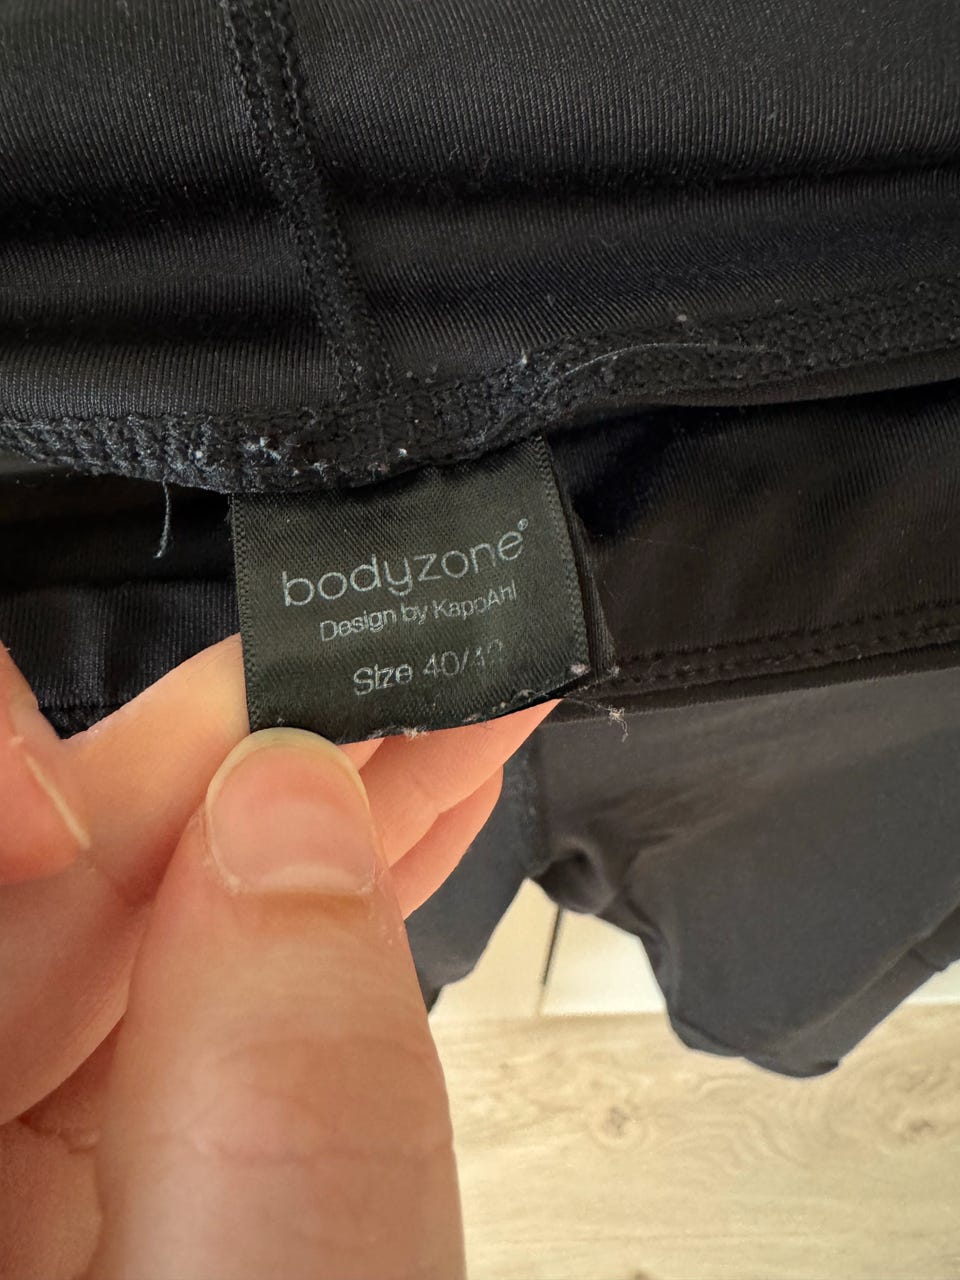 bodyzone®
Design by KappAhl
Size 40/42